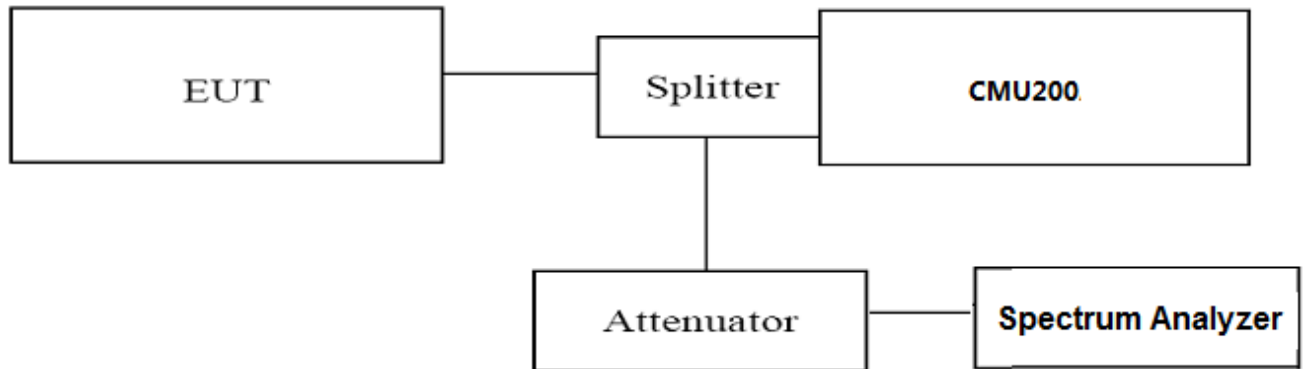 EUT
Splitter
CMU200.
Attenuator
Spectrum Analyzer